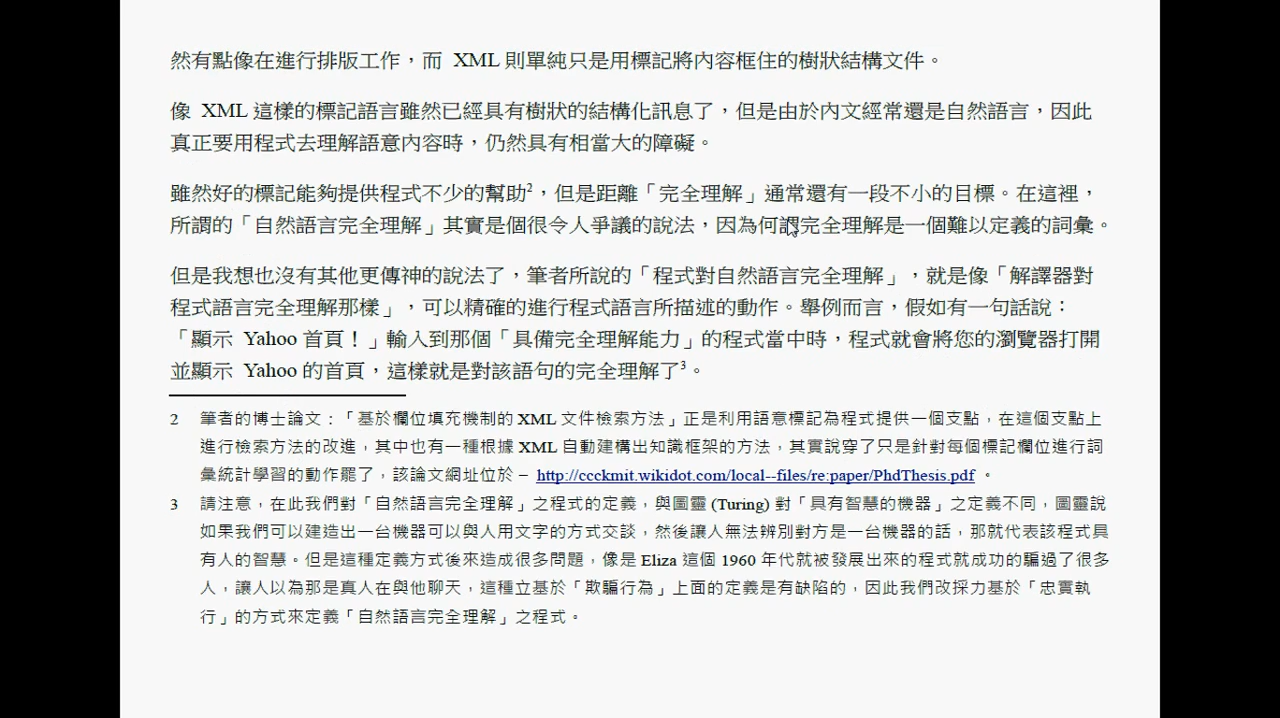 然有點像在進行排版工作，而 XML 則單純只是用標記將內容框住的樹狀結構文件。
像 XML 這樣的標記語言雖然已經具有樹狀的結構化訊息了，但是由於內文經常還是自然語言，因此
真正要用程式去理解語意內容時，仍然具有相當大的障礙。
雖然好的標記能夠提供程式不少的幫助2，但是距離「完全理解」通常還有一段不小的目標。在這裡，
所謂的「自然語言完全理解」其實是個很令人爭議的說法，因為何謂完全理解是一個難以定義的詞彙。
但是我想也沒有其他更傳神的說法了，筆者所說的「程式對自然語言完全理解」，就是像「解譯器對
程式語言完全理解那樣」，可以精確的進行程式語言所描述的動作。舉例而言，假如有一句話說：
「顯示 Yahoo 首頁！」輸入到那個「具備完全理解能力」的程式當中時，程式就會將您的瀏覽器打開
並顯示 Yahoo 的首頁，這樣就是對該語句的完全理解了3。
2 筆者的博士論文：「基於欄位填充機制的 XML 文件檢索方法」正是利用語意標記為程式提供一個支點，在這個支點上
進行檢索方法的改進，其中也有一種根據 XML 自動建構出知識框架的方法，其實說穿了只是針對每個標記欄位進行詞
彙統計學習的動作罷了，該論文網址位於 – http://ccckmit.wikidot.com/local--files/re:paper/PhdThesis.pdf 。
3 請注意，在此我們對「自然語言完全理解」之程式的定義，與圖靈 (Turing) 對「具有智慧的機器」之定義不同，圖靈說
如果我們可以建造出一台機器可以與人用文字的方式交談，然後讓人無法辨別對方是一台機器的話，那就代表該程式具
有人的智慧。但是這種定義方式後來造成很多問題，像是 Eliza 這個 1960 年代就被發展出來的程式就成功的騙過了很多
人，讓人以為那是真人在與他聊天，這種立基於「欺騙行為」上面的定義是有缺陷的，因此我們改採力基於「忠實執
行」的方式來定義「自然語言完全理解」之程式。